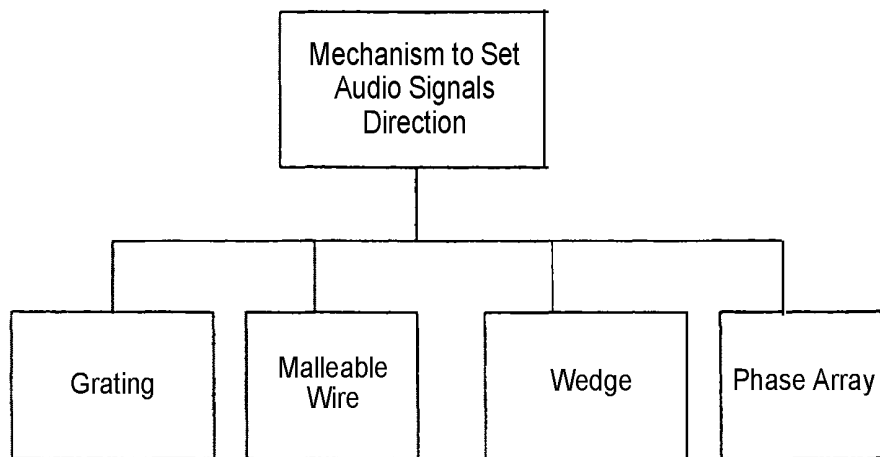 Mechanism to Set
Audio Signals
Direction
Grating
Malleable
Wire
Wedge
Phase Array